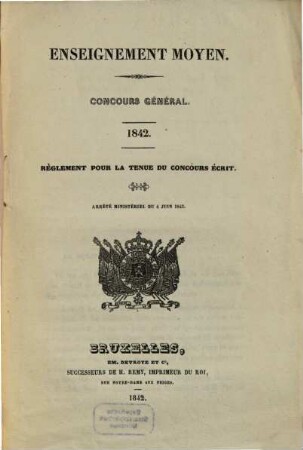 ENSEIGNEMENT MOYEN.
CONCOURS GÉNÉRAL.
1842.
RÈGLEMENT POUR LA TENUE DU CONCOURS ÉCRIT.
ARRÊTÉ MINISTÉRIEL DU 4 JUIN 1842.
BRUXELLES,
EM. DEVROYE ET Cⁱᵉ,
SUCCESSEURS DE H. REMY, IMPRIMEUR DU ROI,
RUE NOTRE-DAME AUX NEIGES.
1842.